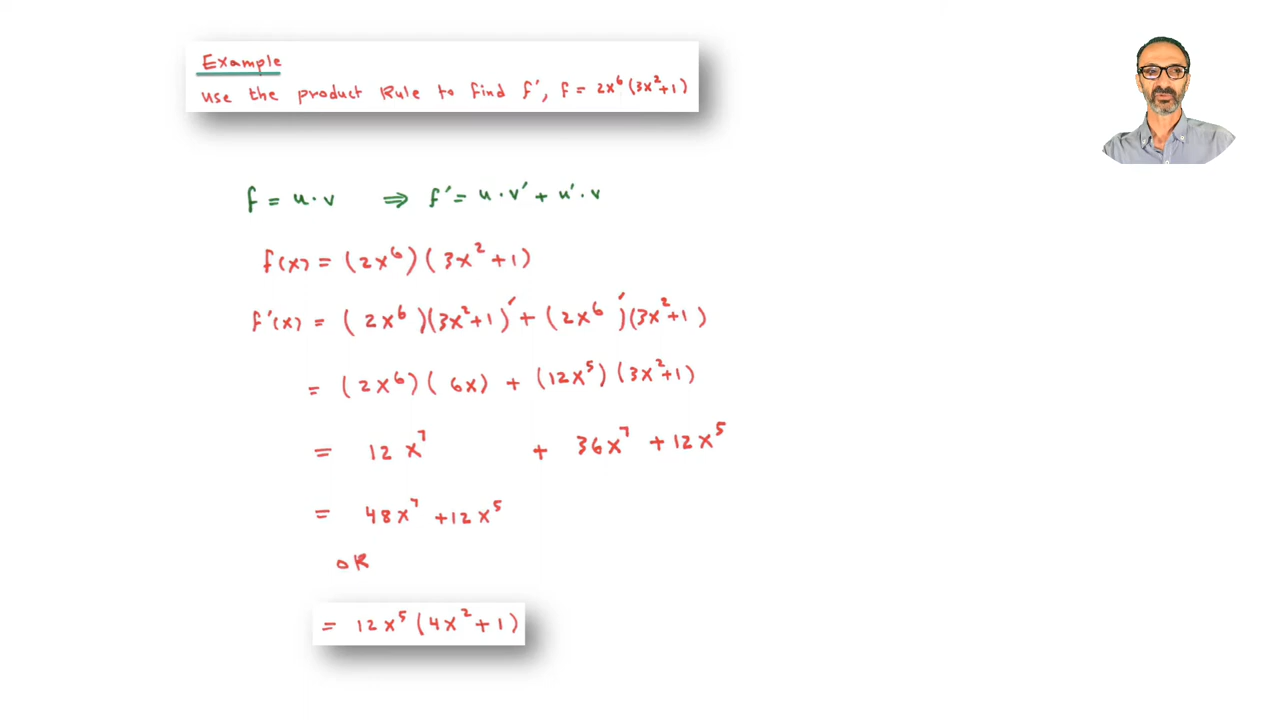 Example
Use the product Rule to find f', f = 2x⁶(3x²+1)
f = u·v ⇒ f' = u·v' + u'·v
f(x) = (2x⁶)(3x²+1)
f'(x) = (2x⁶)(3x²+1)' + (2x⁶)'(3x²+1)
= (2x⁶)(6x) + (12x⁵)(3x²+1)
= 12x⁷ + 36x⁷ + 12x⁵
= 48x⁷ + 12x⁵
OR
= 12x⁵(4x²+1)